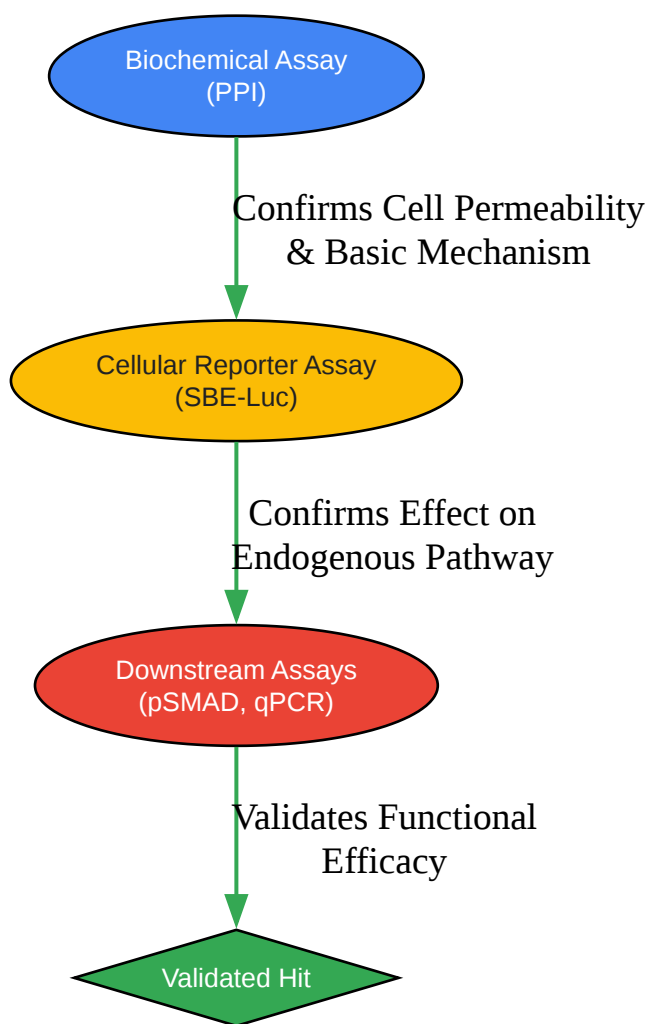 Biochemical Assay
(PPI)
Confirms Cell Permeability
& Basic Mechanism
Cellular Reporter Assay
(SBE-Luc)
Confirms Effect on
Endogenous Pathway
Downstream Assays
(pSMAD, qPCR)
Validates Functional
Efficacy
Validated Hit